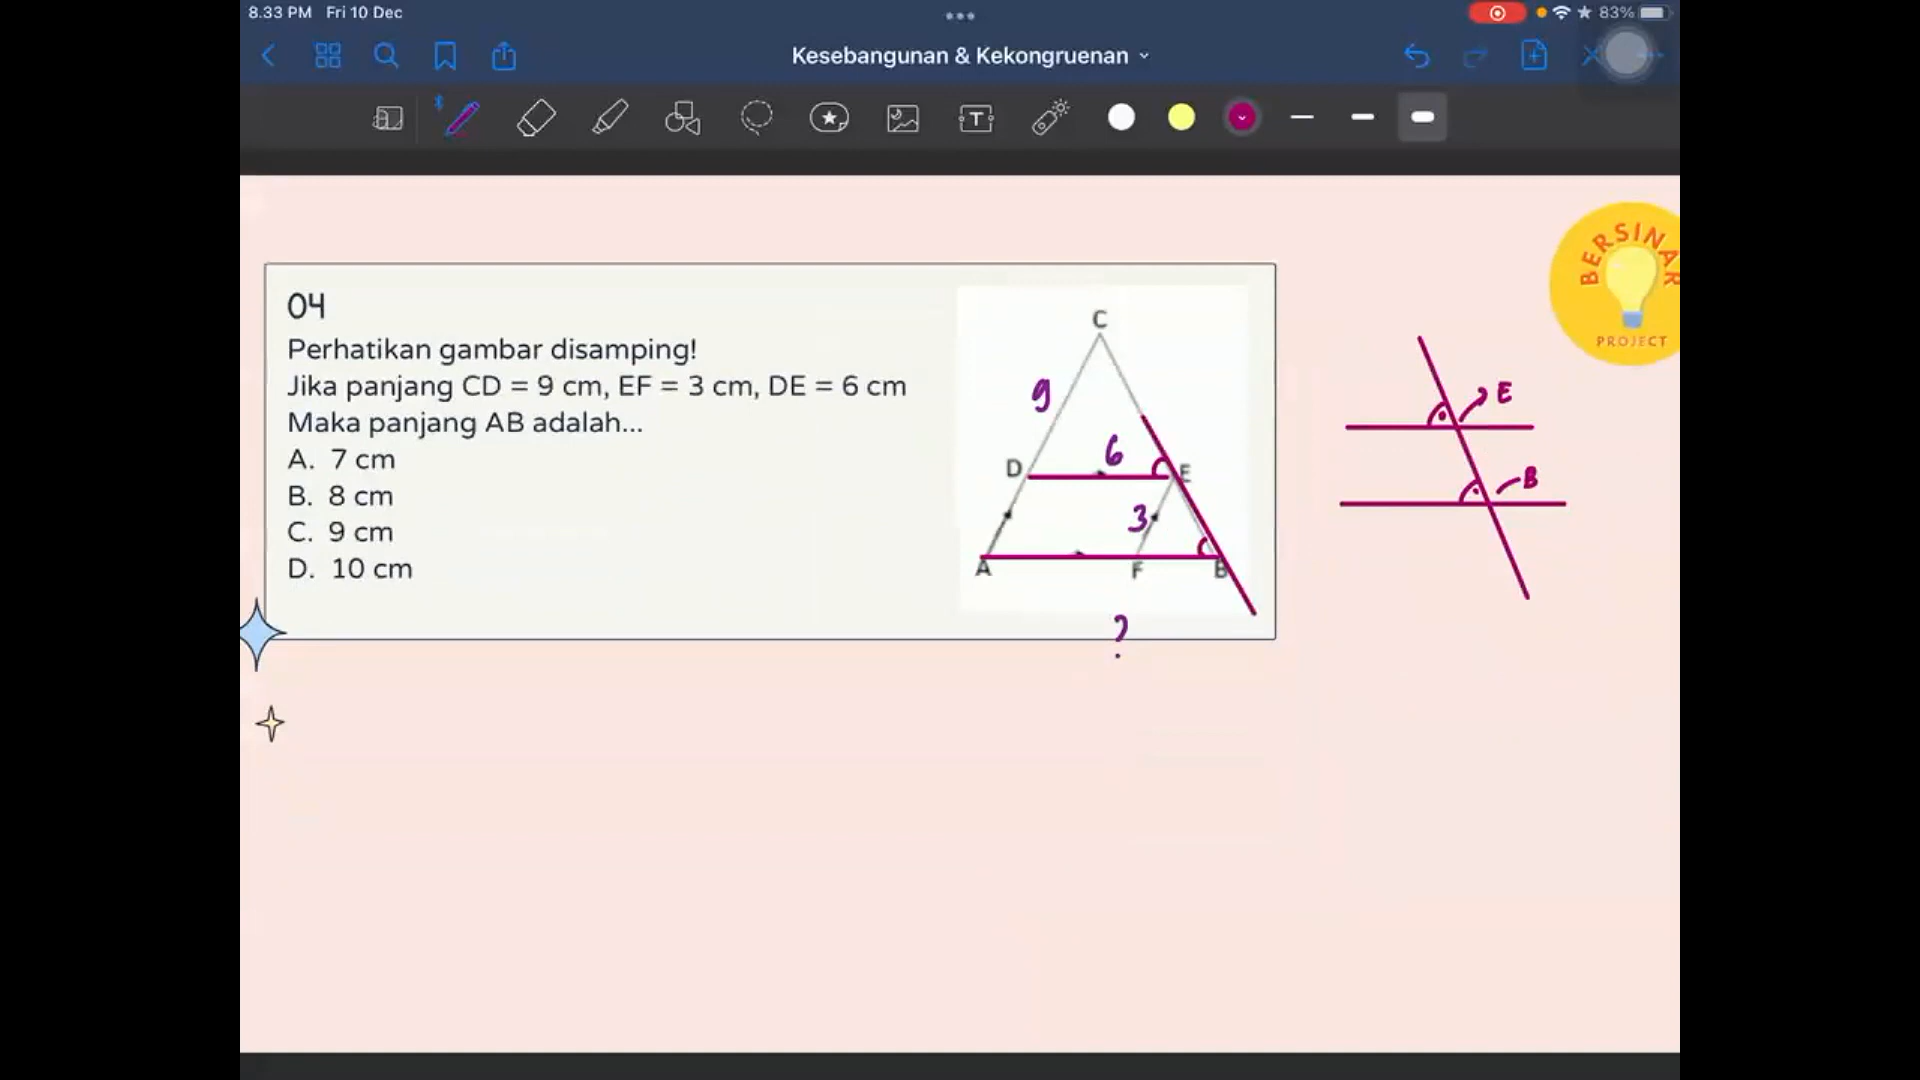 8.33 PM Fri 10 Dec
83%
Kesebangunan & Kekongruenan
T
BERSINAR
PROJECT
04
Perhatikan gambar disamping!
Jika panjang CD = 9 cm, EF = 3 cm, DE = 6 cm
Maka panjang AB adalah...
A. 7 cm
B. 8 cm
C. 9 cm
D. 10 cm
C
9
D
6
E
3
A
F
B
?
E
B